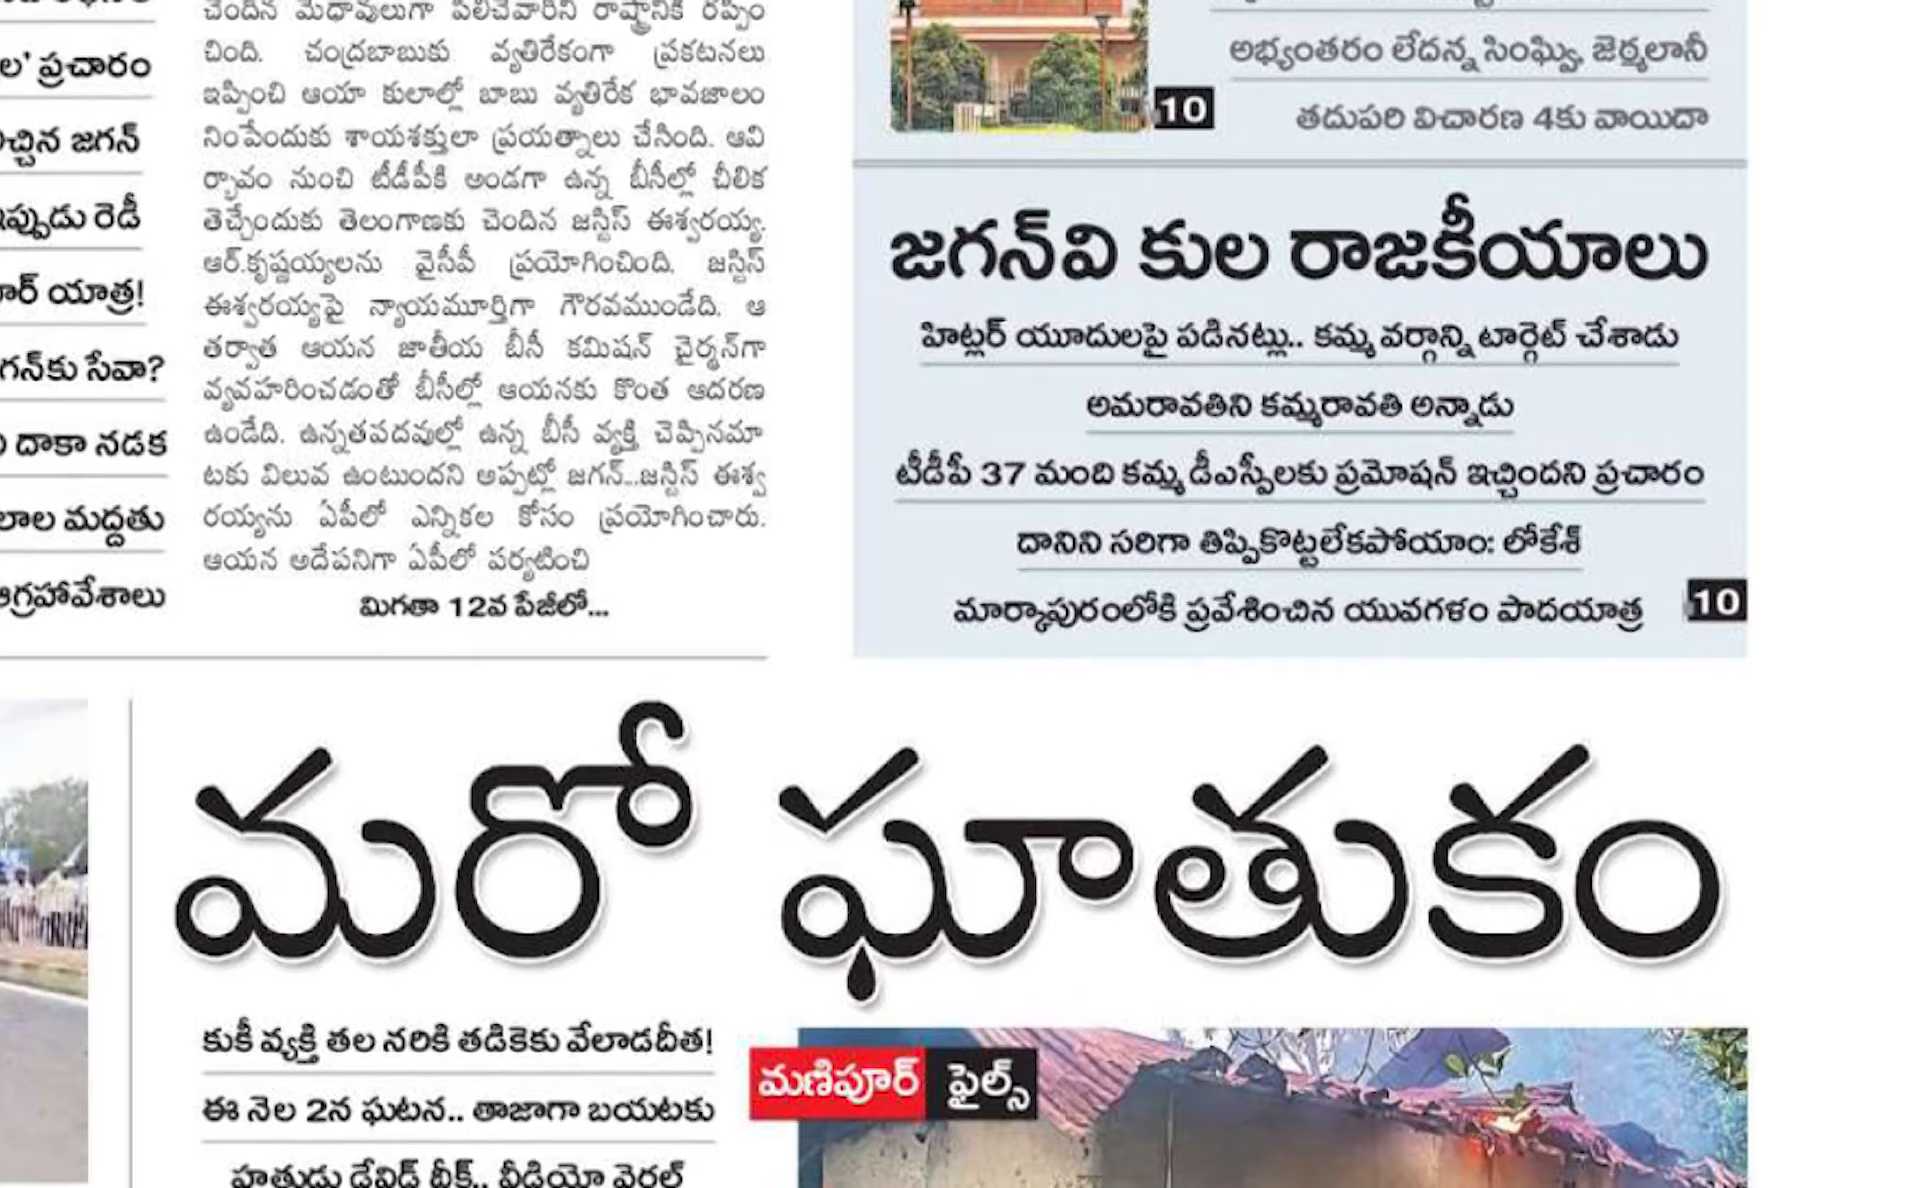 ల' ప్రచారం
చ్చిన జగన్
ఇప్పుడు రెడీ
యాత్ర!
గన్‌కు సేవా?
దాకా నడక
లాల మద్దతు
ఆగ్రహావేశాలు
చెందిన మేధావులుగా పిలిచేవారిని రాష్ట్రానికి రప్పిం
చింది. చంద్రబాబుకు వ్యతిరేకంగా ప్రకటనలు
ఇప్పించి ఆయా కులాల్లో బాబు వ్యతిరేక భావజాలం
నింపేందుకు శాయశక్తులా ప్రయత్నాలు చేసింది. ఆవి
ర్భావం నుంచి టీడీపీకి అండగా ఉన్న బీసీల్లో చీలిక
తెచ్చేందుకు తెలంగాణకు చెందిన జస్టిస్ ఈశ్వరయ్య,
ఆర్.కృష్ణయ్యలను వైసీపీ ప్రయోగించింది. జస్టిస్
ఈశ్వరయ్యపై న్యాయమూర్తిగా గౌరవముండేది. ఆ
తర్వాత ఆయన జాతీయ బీసీ కమిషన్ చైర్మన్‌గా
వ్యవహరించడంతో బీసీల్లో ఆయనకు కొంత ఆదరణ
ఉండేది. ఉన్నతపదవుల్లో ఉన్న బీసీ వ్యక్తి చెప్పినమా
టకు విలువ ఉంటుందని అప్పట్లో జగన్...జస్టిస్ ఈశ్వ
రయ్యను ఏపీలో ఎన్నికల కోసం ప్రయోగించారు.
ఆయన అదేపనిగా ఏపీలో పర్యటించి
మిగతా 12వ పేజీలో...
అభ్యంతరం లేదన్న సింఘ్వి, జెఠ్మలానీ
తదుపరి విచారణ 4కు వాయిదా
10
జగన్‌వి కుల రాజకీయాలు
హిట్లర్ యూదులపై పడినట్లు.. కమ్మ వర్గాన్ని టార్గెట్ చేశాడు
అమరావతిని కమ్మరావతి అన్నాడు
టీడీపీ 37 మంది కమ్మ డీఎస్పీలకు ప్రమోషన్ ఇచ్చిందని ప్రచారం
దానిని సరిగా తిప్పికొట్టలేకపోయాం: లోకేశ్
మార్కాపురంలోకి ప్రవేశించిన యువగళం పాదయాత్ర
10
మరో ఘాతుకం
కుకీ వ్యక్తి తల నరికి తడికెకు వేలాడదీత!
ఈ నెల 2న ఘటన.. తాజాగా బయటకు
హతుడు డేవిడ్ థీక్.. వీడియో వైరల్
మణిపూర్ ఫైల్స్